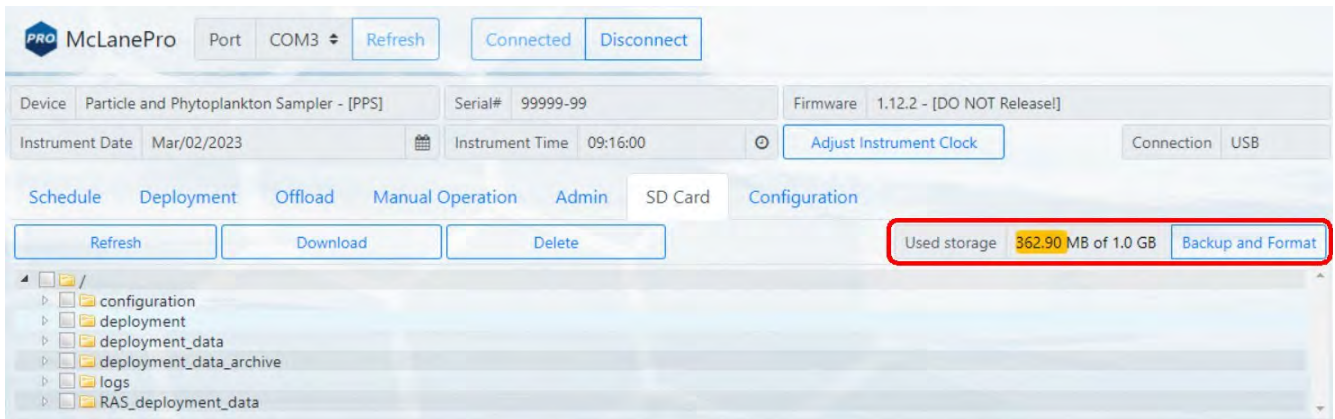 PRO McLanePro Port COM3 Refresh Connected Disconnect
Device Particle and Phytoplankton Sampler - [PPS] Serial# 99999-99 Firmware 1.12.2 - [DO NOT Release!]
Instrument Date Mar/02/2023 Instrument Time 09:16:00 Adjust Instrument Clock Connection USB
Schedule Deployment Offload Manual Operation Admin SD Card Configuration
Refresh Download Delete Used storage 362.90 MB of 1.0 GB Backup and Format
/
configuration
deployment
deployment_data
deployment_data_archive
logs
RAS_deployment_data